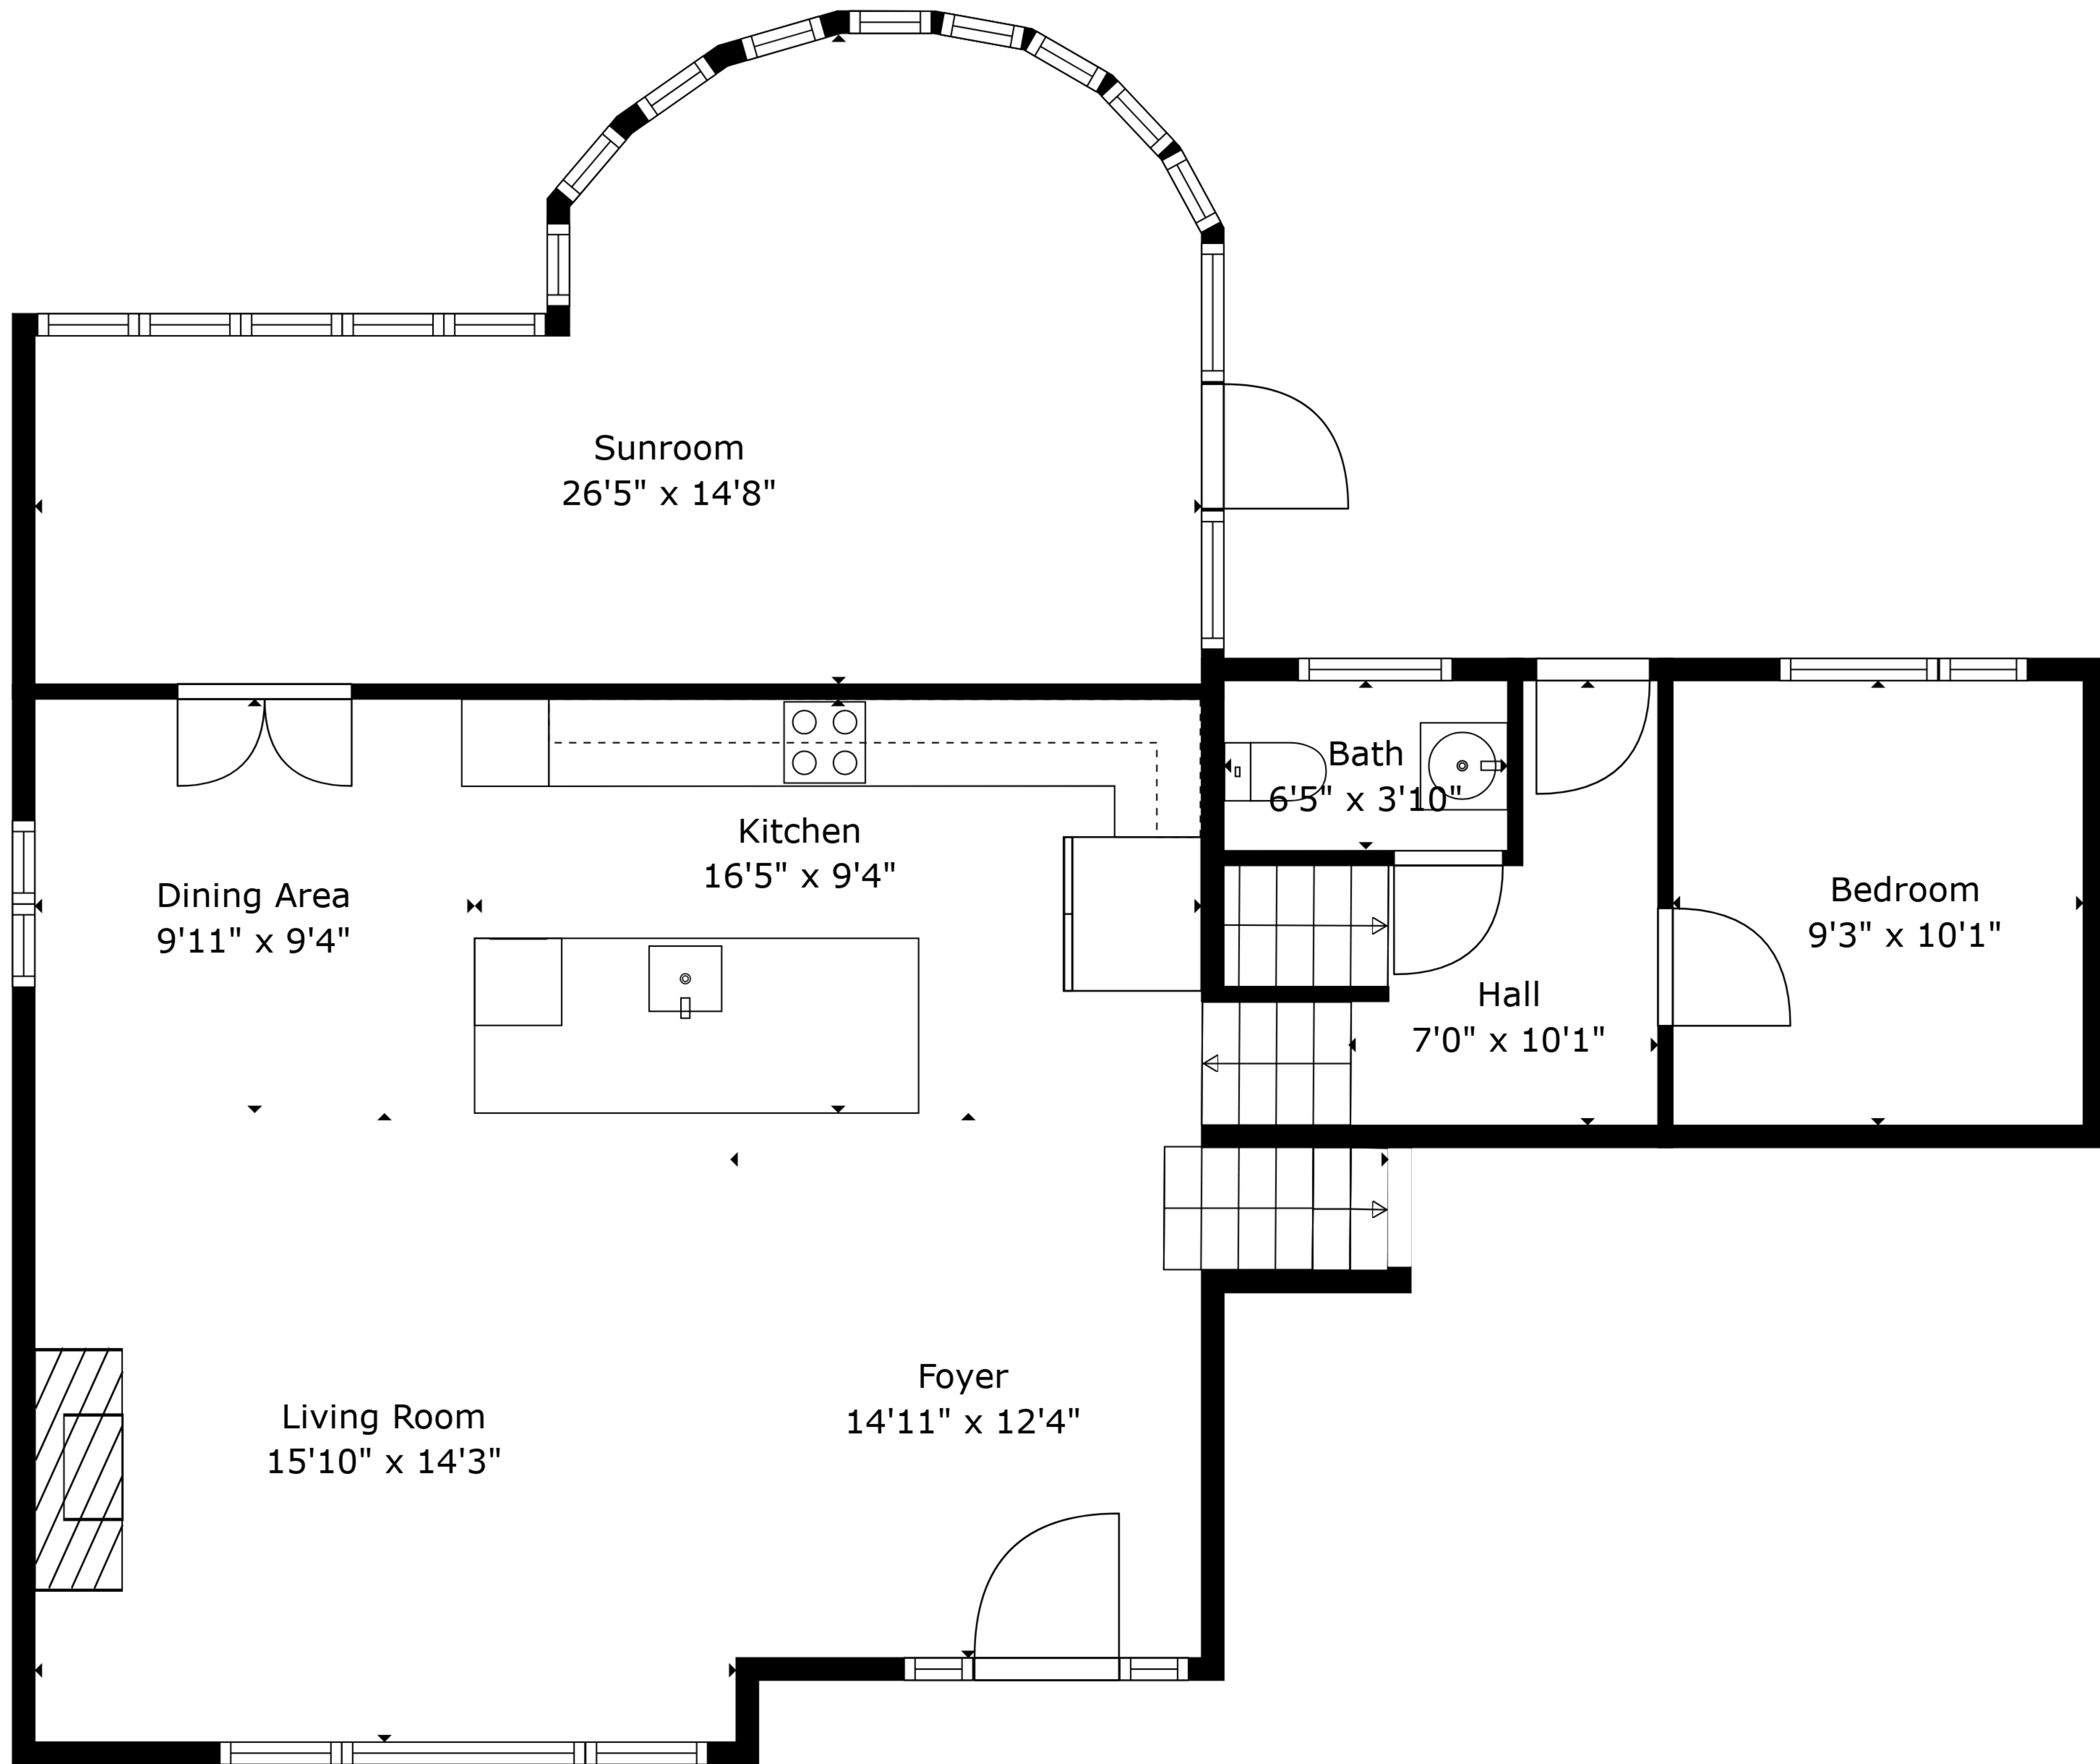 Sunroom
26'5" x 14'8"
Bath
6'5" x 3'10"
Kitchen
16'5" x 9'4"
Dining Area
9'11" x 9'4"
Bedroom
9'3" x 10'1"
Hall
7'0" x 10'1"
Foyer
14'11" x 12'4"
Living Room
15'10" x 14'3"